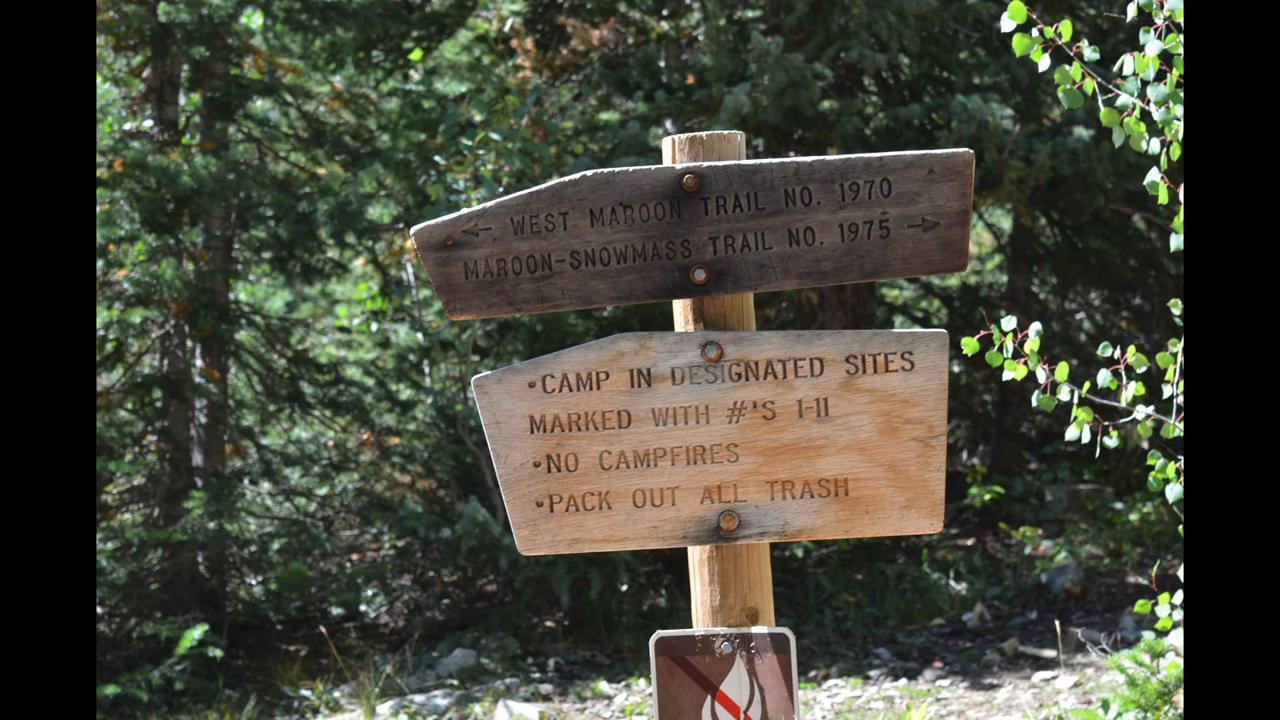 ← WEST MAROON TRAIL NO. 1970
MAROON-SNOWMASS TRAIL NO. 1975 →
•CAMP IN DESIGNATED SITES
MARKED WITH #'S 1-11
•NO CAMPFIRES
•PACK OUT ALL TRASH